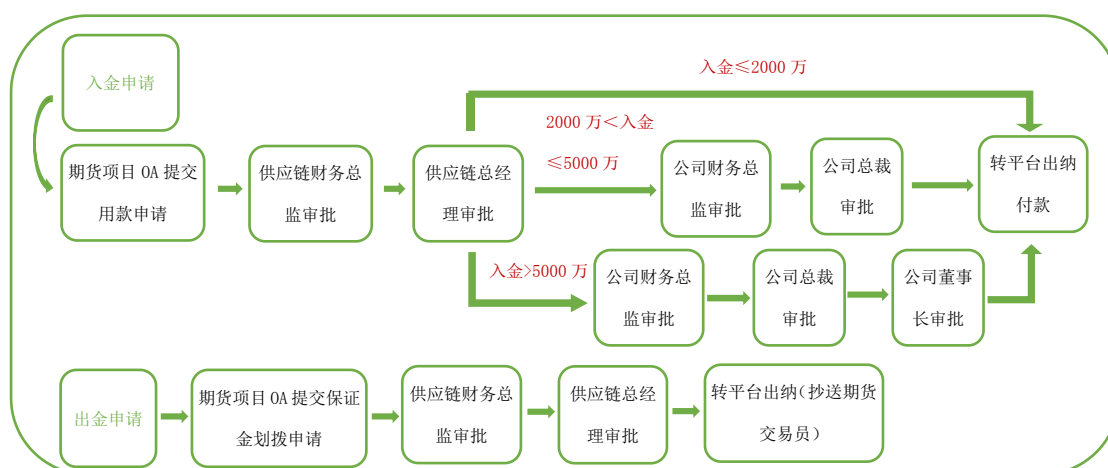 入金申请
入金≤2000 万
2000 万＜入金
≤5000 万
期货项目 OA 提交
用款申请
供应链财务总
监审批
供应链总经
理审批
公司财务总
监审批
公司总裁
审批
转平台出纳
付款
入金>5000 万
公司财务总
监审批
公司总裁
审批
公司董事
长审批
出金申请
期货项目 OA 提交保证
金划拨申请
供应链财务总
监审批
供应链总经
理审批
转平台出纳（抄送期货
交易员）